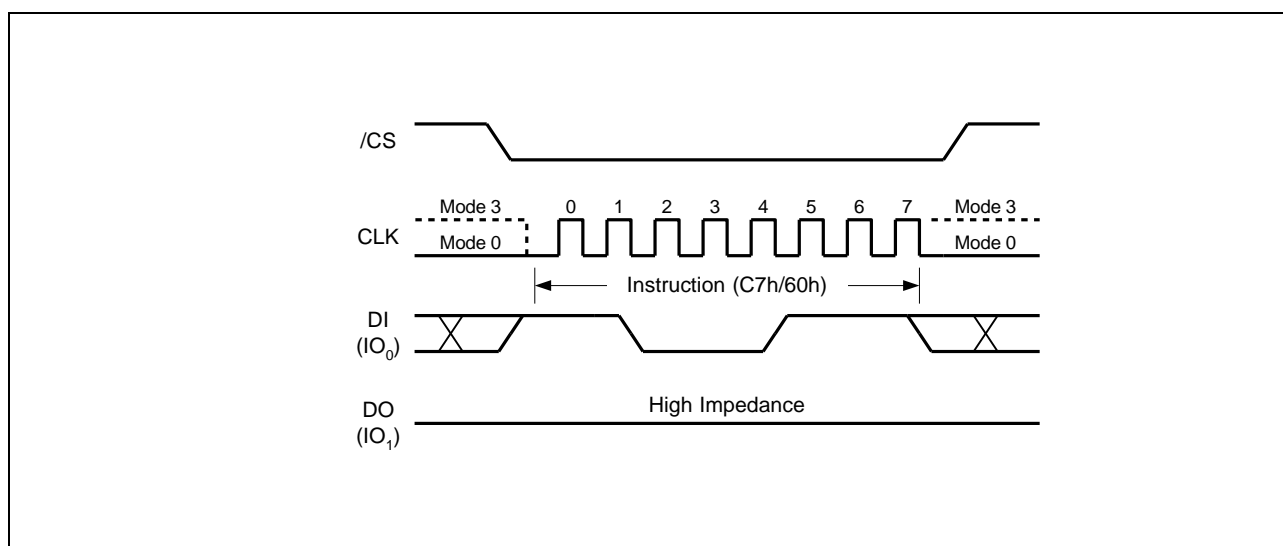 /CS
Mode 3 0 1 2 3 4 5 6 7 Mode 3
CLK Mode 0 Mode 0
Instruction (C7h/60h)
DI
(IO₀)
High Impedance
DO
(IO₁)